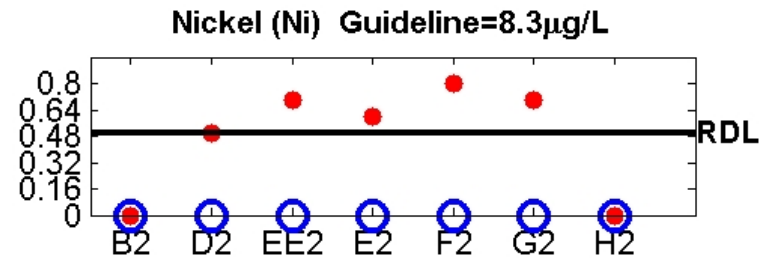 Nickel (Ni) Guideline=8.3µg/L
0.8
0.64
0.48
RDL
0.32
0.16
0
B2 D2 EE2 E2 F2 G2 H2